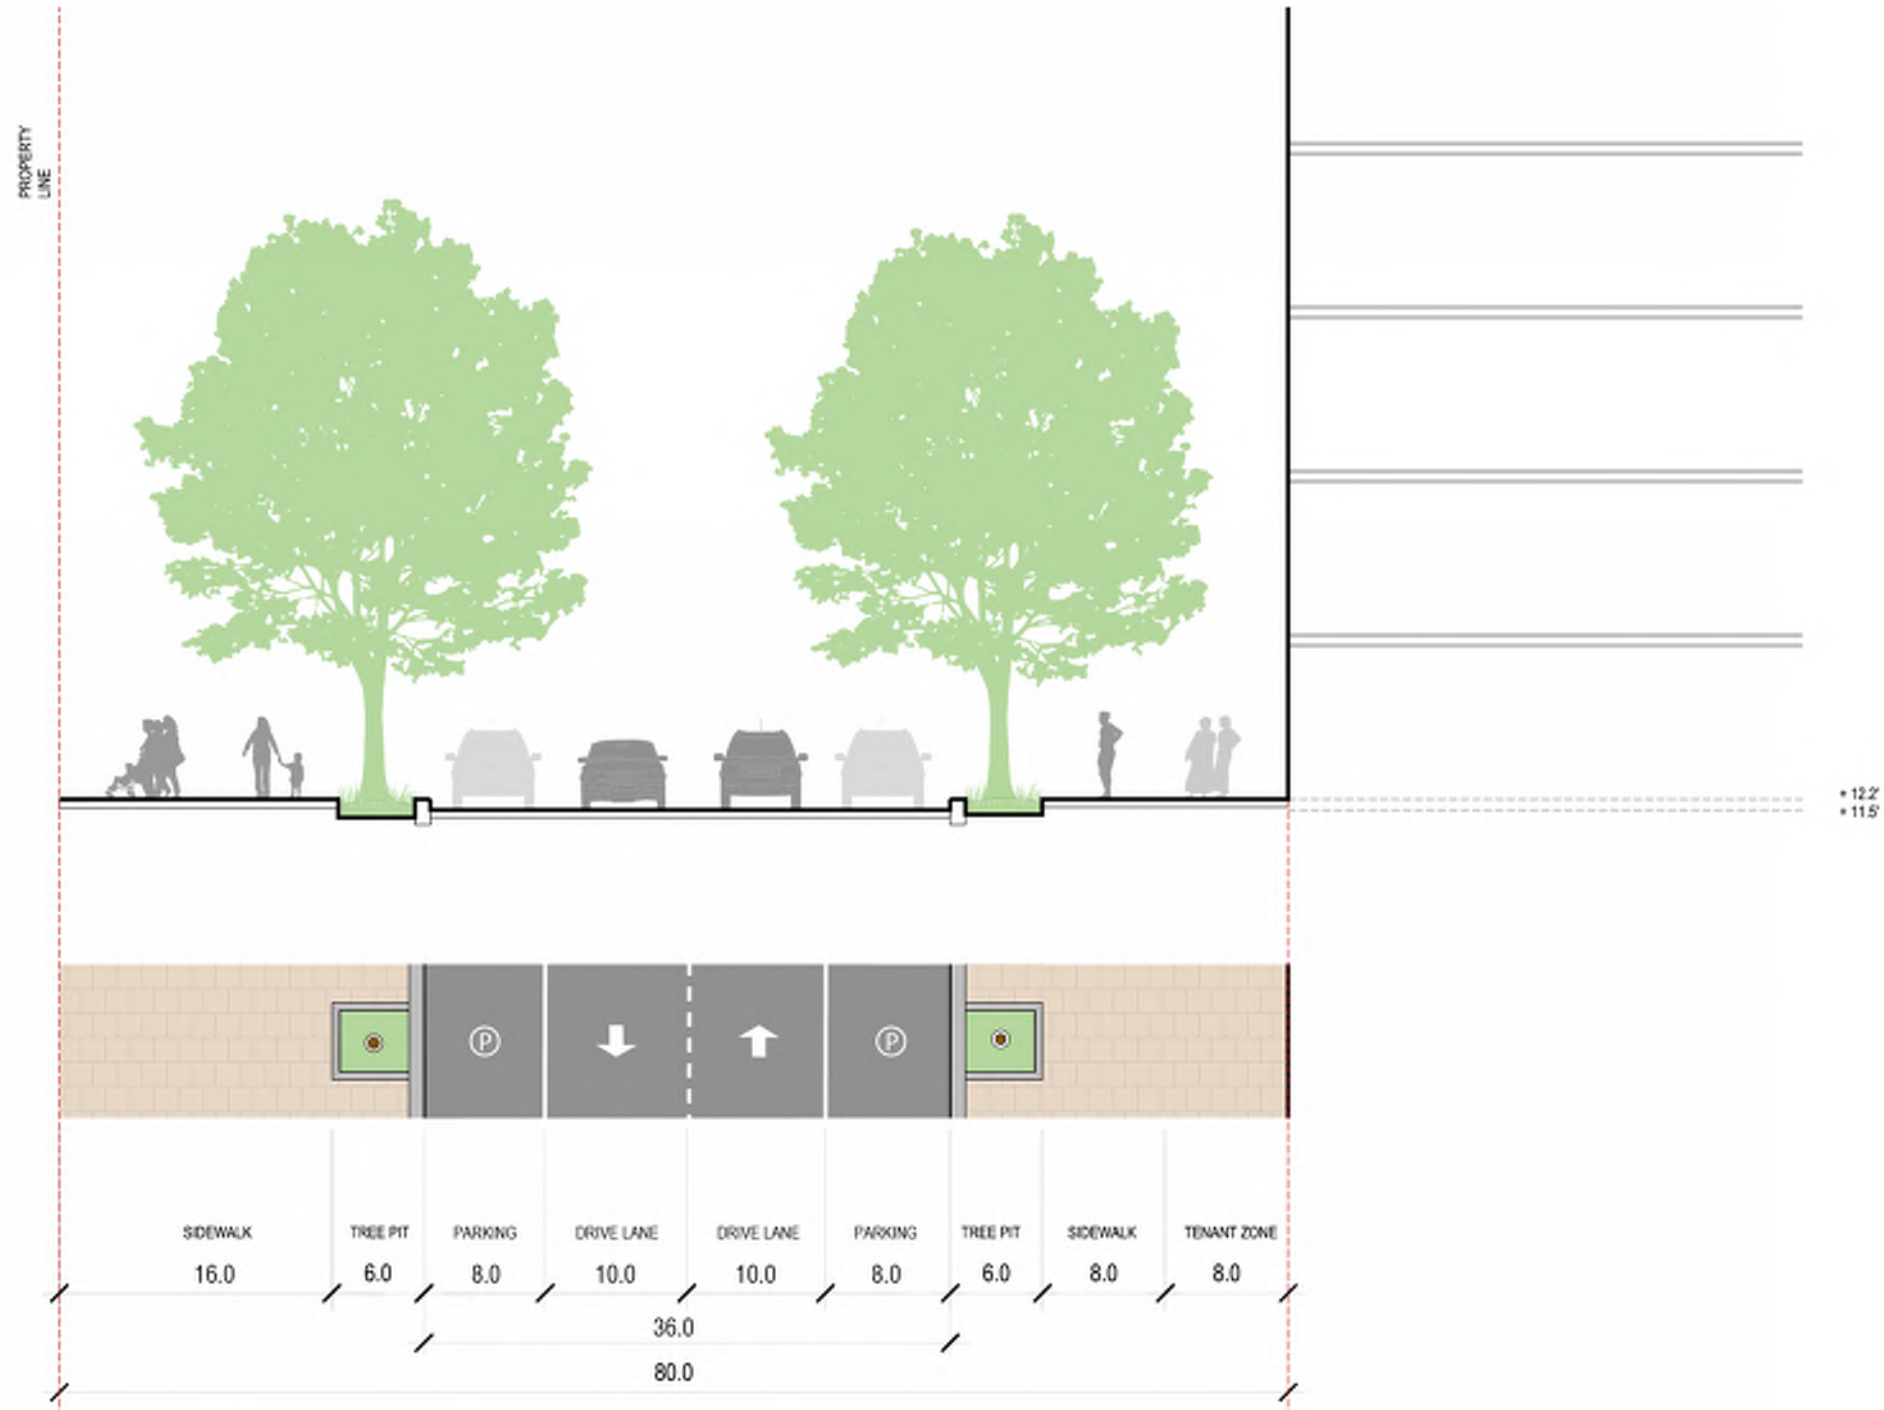 PROPERTY
LINE
+ 12.2'
+ 11.5'
P
P
SIDEWALK
TREE PIT
PARKING
DRIVE LANE
DRIVE LANE
PARKING
TREE PIT
SIDEWALK
TENANT ZONE
16.0
6.0
8.0
10.0
10.0
8.0
6.0
8.0
8.0
36.0
80.0